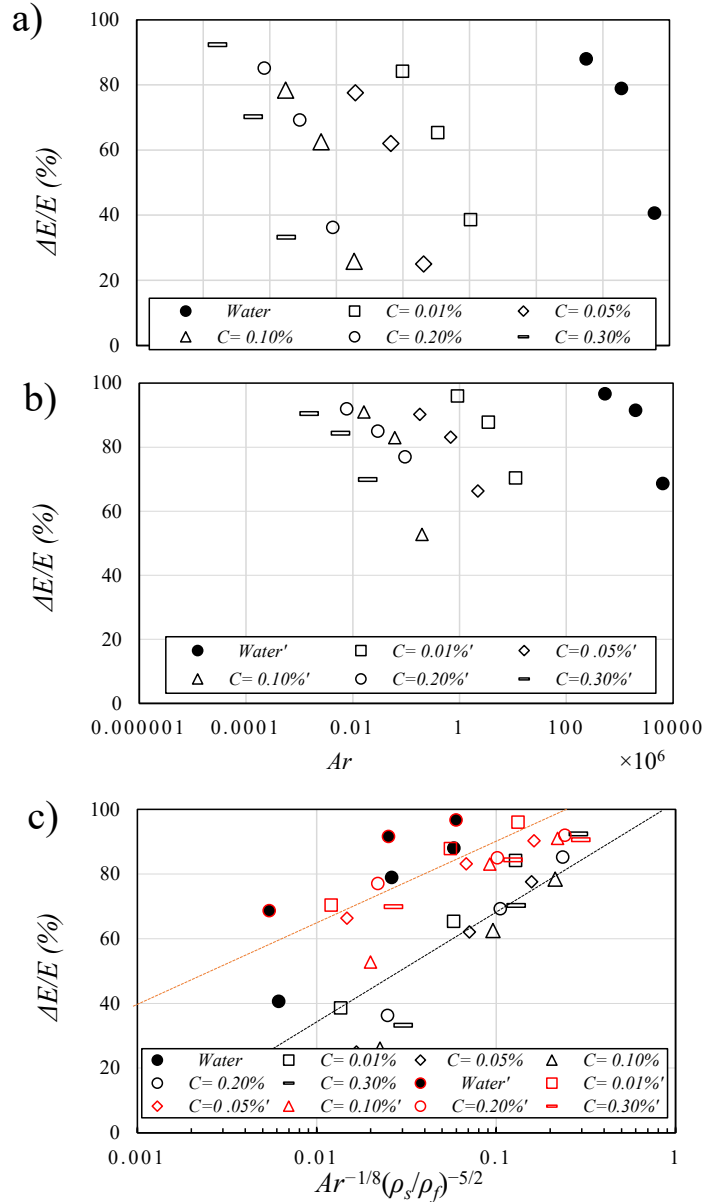 a)
100
80
60
40
20
0
ΔE/E (%)
Water
C= 0.01%
C= 0.05%
C= 0.10%
C= 0.20%
C= 0.30%
b)
100
80
60
40
20
0
ΔE/E (%)
Water'
C= 0.01%'
C=0 .05%'
C= 0.10%'
C=0.20%'
C=0.30%'
0.000001 0.0001 0.01 1 100 10000
Ar ×10⁶
c)
100
80
60
40
20
0
ΔE/E (%)
Water C= 0.01% C= 0.05% C= 0.10%
C= 0.20% C= 0.30% Water' C= 0.01%'
C=0 .05%' C= 0.10%' C=0.20%' C=0.30%'
0.001 0.01 0.1 1
Ar⁻¹/⁸(ρₛ/ρf)⁻⁵/²